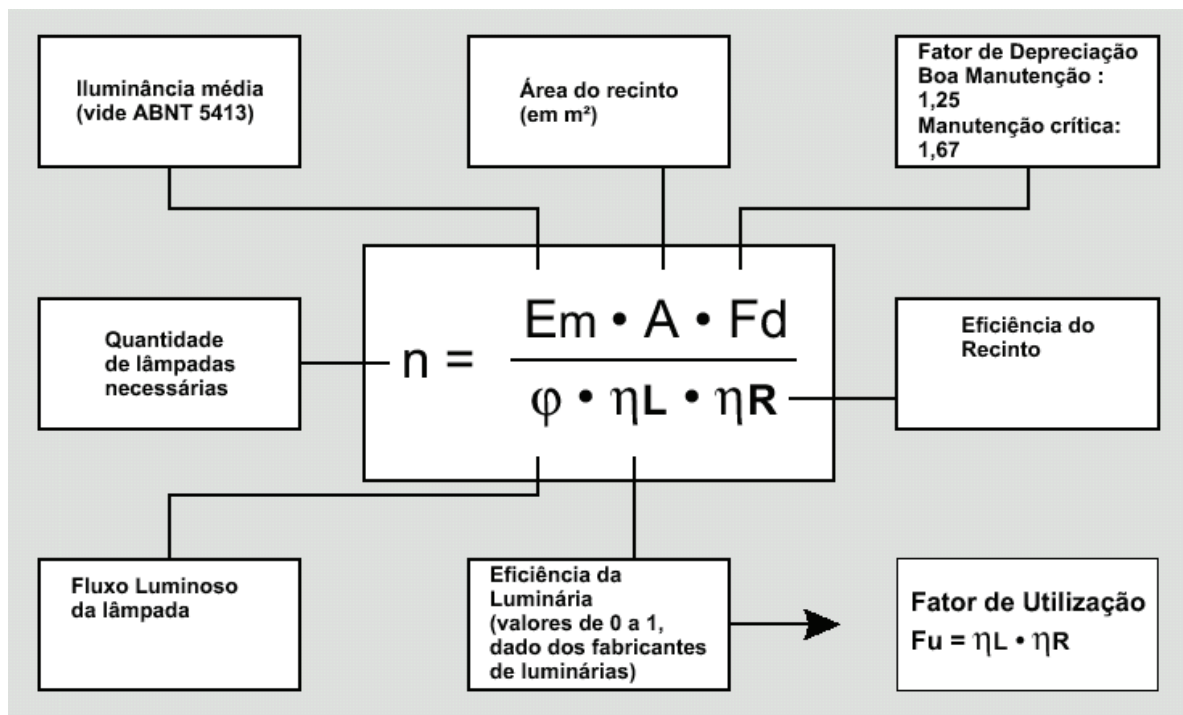 Iluminância média
(vide ABNT 5413)
Área do recinto
(em m²)
Fator de Depreciação
Boa Manutenção :
1,25
Manutenção crítica:
1,67
Quantidade
de lâmpadas
necessárias
n = Em • A • Fd
φ • ηL • ηR
Eficiência do
Recinto
Fluxo Luminoso
da lâmpada
Eficiência da
Luminária
(valores de 0 a 1,
dado dos fabricantes
de luminárias)
Fator de Utilização
Fu = ηL • ηR